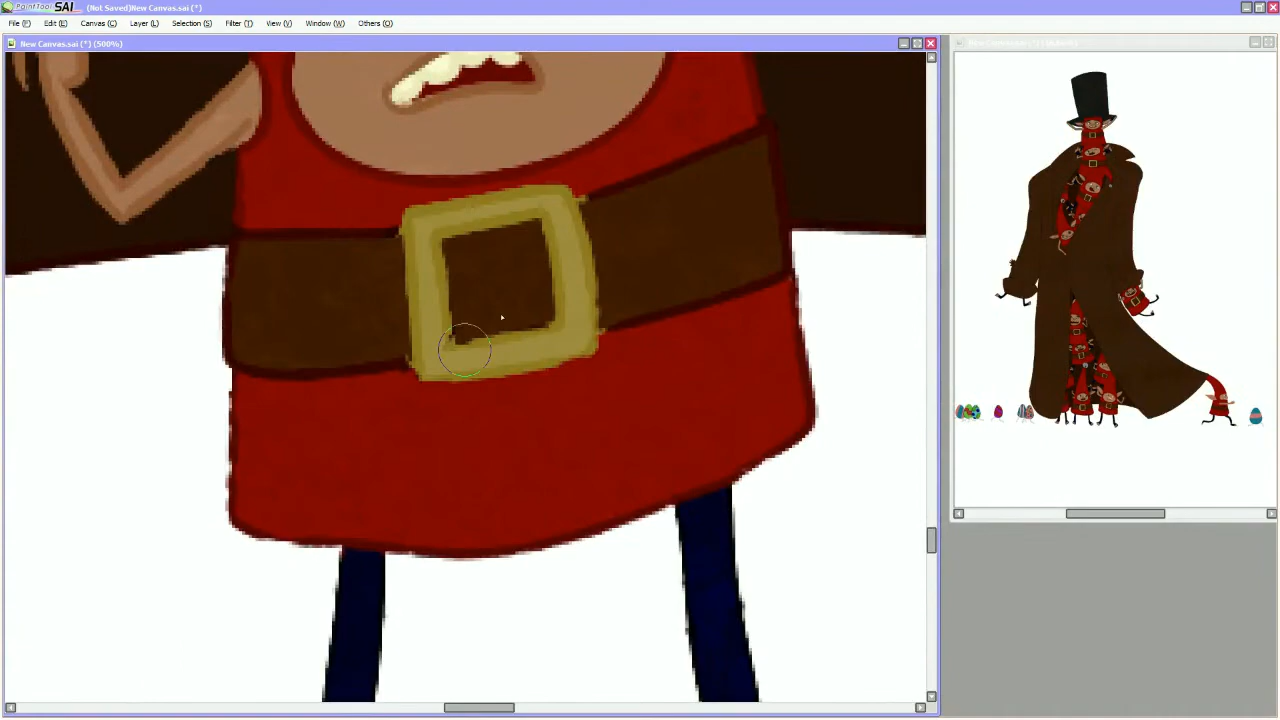 PaintTool SAI (Not Saved)New Canvas.sai (*)
File (F) Edit (E) Canvas (C) Layer (L) Selection (S) Filter (T) View (V) Window (W) Others (O)
New Canvas.sai (*) (500%)